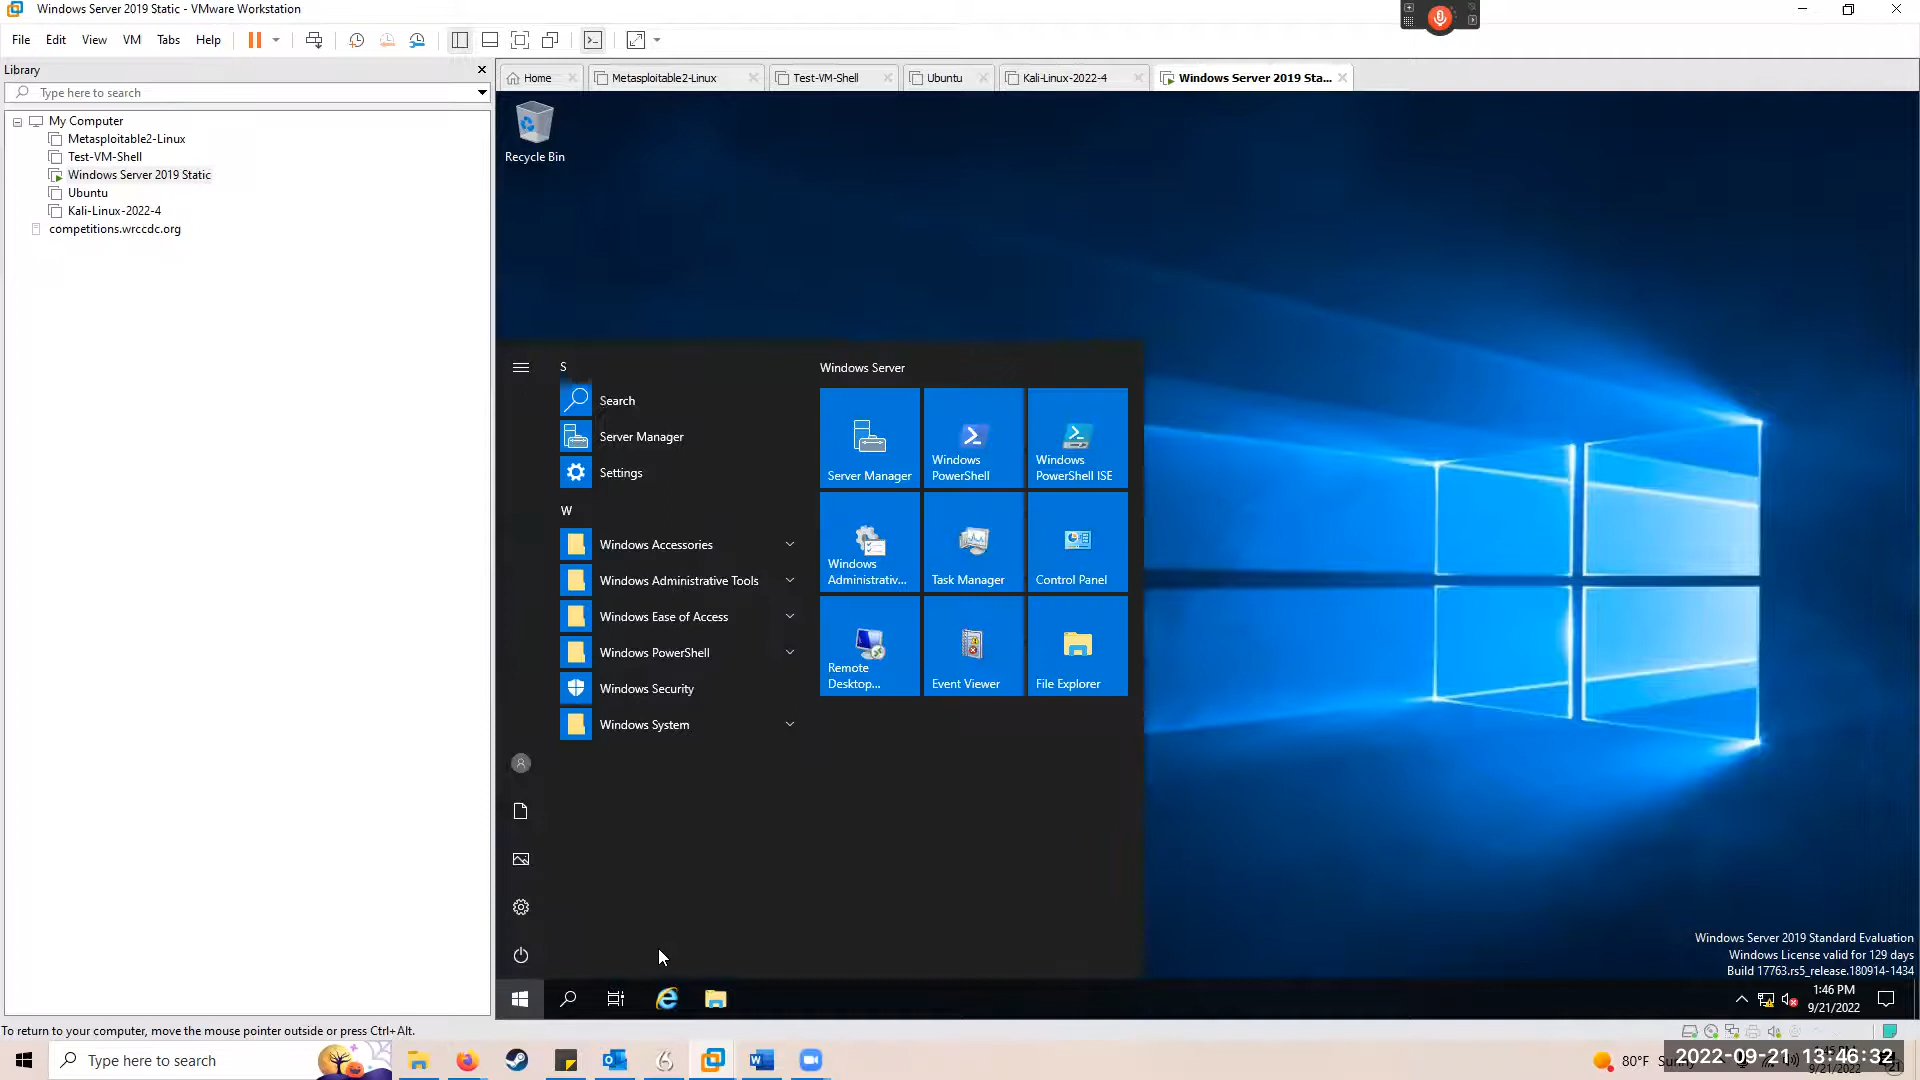 Windows Server 2019 Static - VMware Workstation
File Edit View VM Tabs Help
Library
Type here to search
My Computer
Metasploitable2-Linux
Test-VM-Shell
Windows Server 2019 Static
Ubuntu
Kali-Linux-2022-4
competitions.wrccdc.org
Home Metasploitable2-Linux Test-VM-Shell Ubuntu Kali-Linux-2022-4 Windows Server 2019 Sta...
Recycle Bin
S
Search
Server Manager
Settings
W
Windows Accessories
Windows Administrative Tools
Windows Ease of Access
Windows PowerShell
Windows Security
Windows System
Windows Server
Server Manager
Windows
PowerShell
Windows
PowerShell ISE
Windows
Administrativ...
Task Manager
Control Panel
Remote
Desktop...
Event Viewer
File Explorer
Windows Server 2019 Standard Evaluation
Windows License valid for 129 days
Build 17763.rs5_release.180914-1434
1:46 PM
9/21/2022
To return to your computer, move the mouse pointer outside or press Ctrl+Alt.
Type here to search
80°F
2022-09-21 13:46:32
9/21/2022